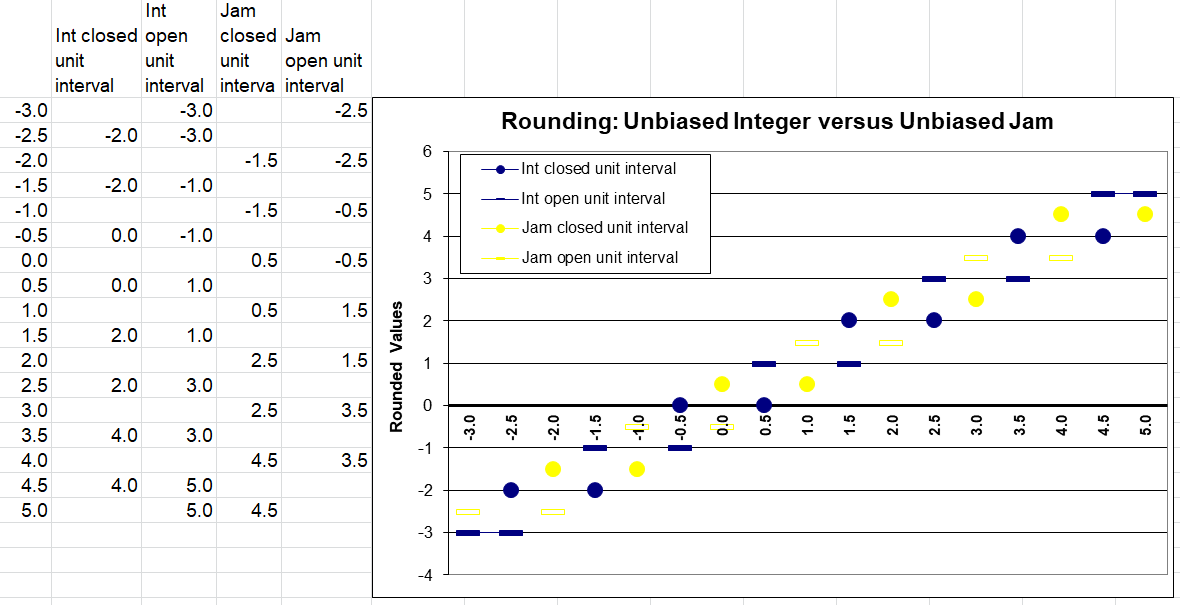 Int closed unit interval
Int open unit interval
Jam closed unit interva
Jam open unit interval
-3.0 -3.0 -2.5
-2.5 -2.0 -3.0
-2.0 -1.5 -2.5
-1.5 -2.0 -1.0
-1.0 -1.5 -0.5
-0.5 0.0 -1.0
0.0 0.5 -0.5
0.5 0.0 1.0
1.0 0.5 1.5
1.5 2.0 1.0
2.0 2.5 1.5
2.5 2.0 3.0
3.0 2.5 3.5
3.5 4.0 3.0
4.0 4.5 3.5
4.5 4.0 5.0
5.0 5.0 4.5
Rounding: Unbiased Integer versus Unbiased Jam
Int closed unit interval
Int open unit interval
Jam closed unit interval
Jam open unit interval
Rounded Values
6
5
4
3
2
1
0
-1
-2
-3
-4
-3.0 -2.5 -2.0 -1.5 -1.0 -0.5 0.0 0.5 1.0 1.5 2.0 2.5 3.0 3.5 4.0 4.5 5.0